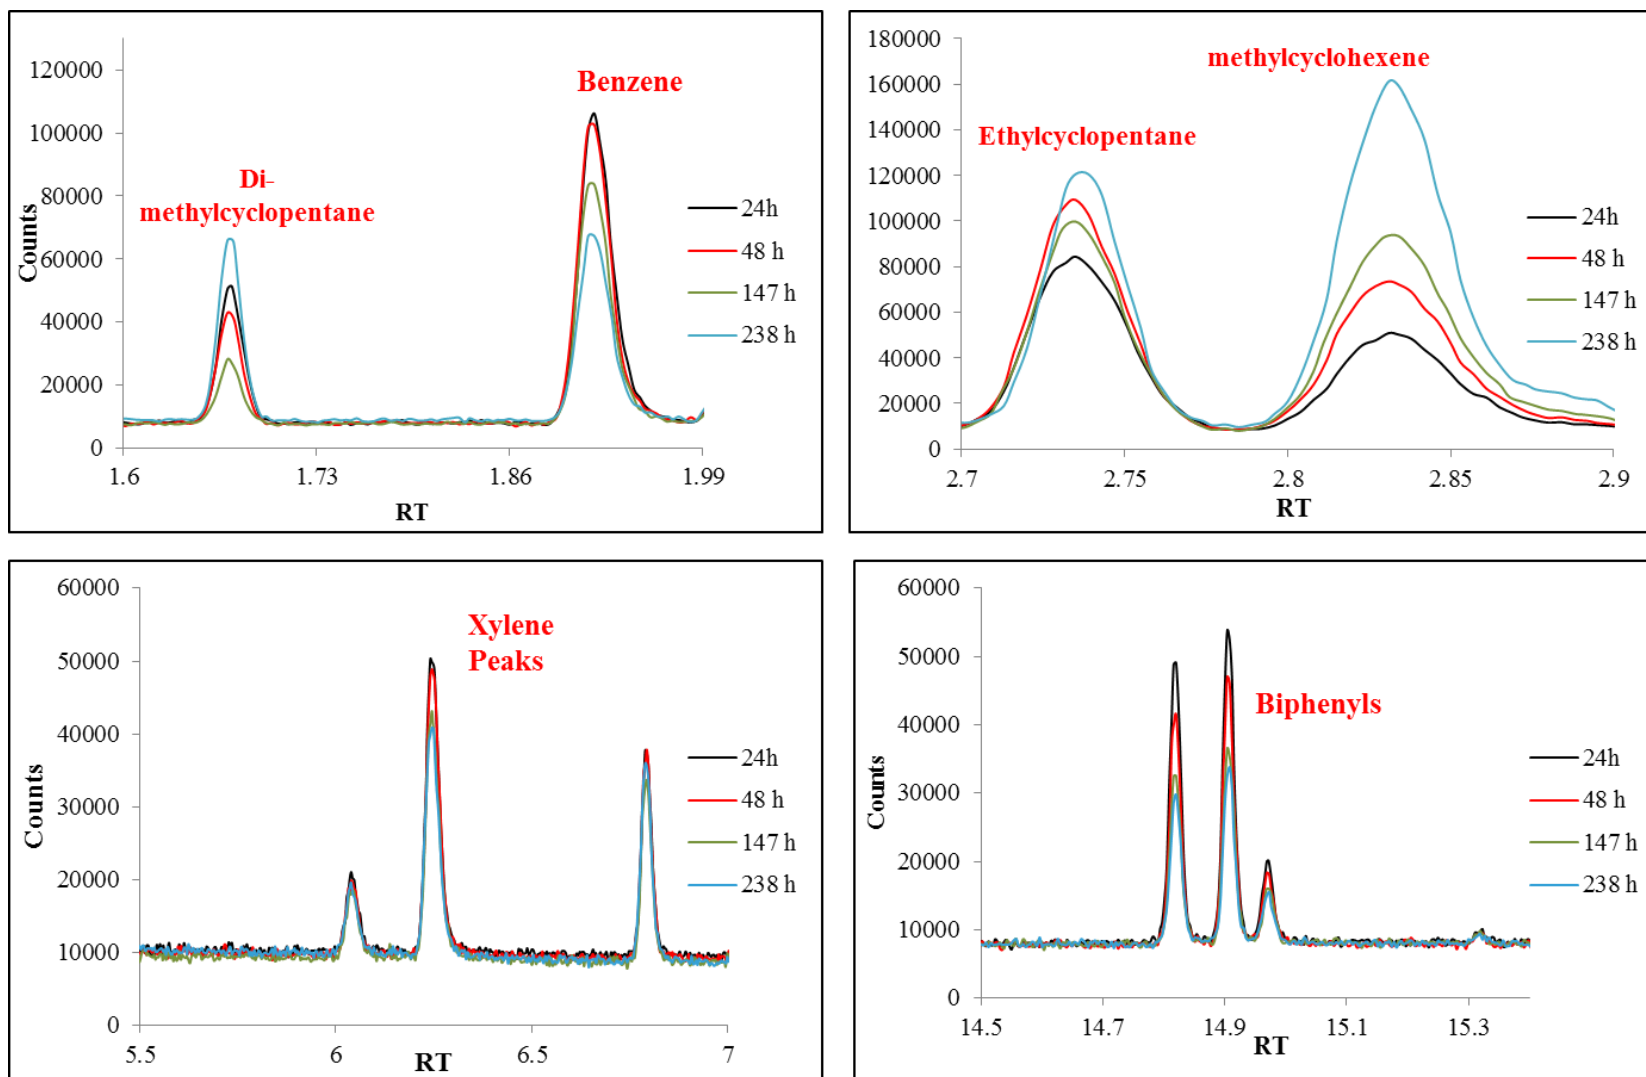 120000
100000
80000
60000
40000
20000
0
Counts
Di-
methylcyclopentane
Benzene
24h
48 h
147 h
238 h
1.6
1.73
1.86
1.99
RT
180000
160000
140000
120000
100000
80000
60000
40000
20000
0
Ethylcyclopentane
methylcyclohexene
24h
48 h
147 h
238 h
2.7
2.75
2.8
2.85
2.9
RT
60000
50000
40000
30000
20000
10000
0
Counts
Xylene
Peaks
24h
48 h
147 h
238 h
5.5
6
6.5
7
RT
60000
50000
40000
30000
20000
10000
0
Counts
Biphenyls
24h
48 h
147 h
238 h
14.5
14.7
14.9
15.1
15.3
RT